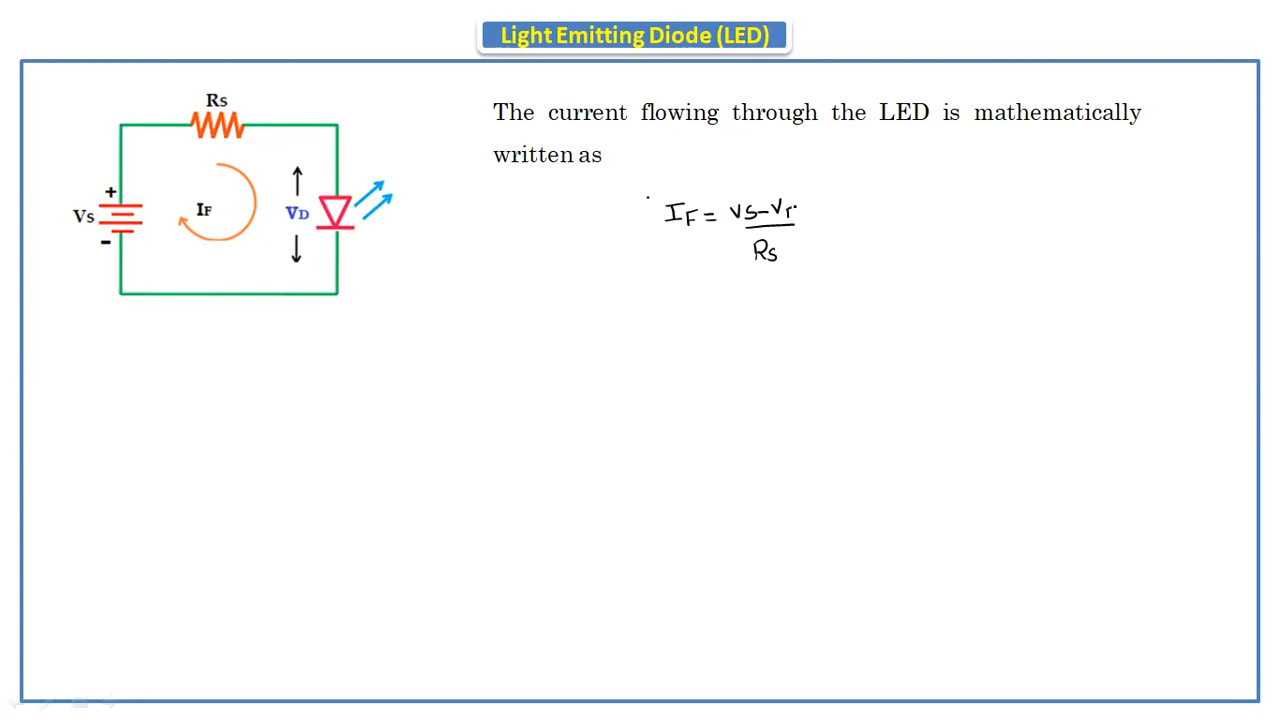 Light Emitting Diode (LED)
Rs
+
Vs
-
IF
VD
The current flowing through the LED is mathematically
written as
IF = VS-Vr
Rs